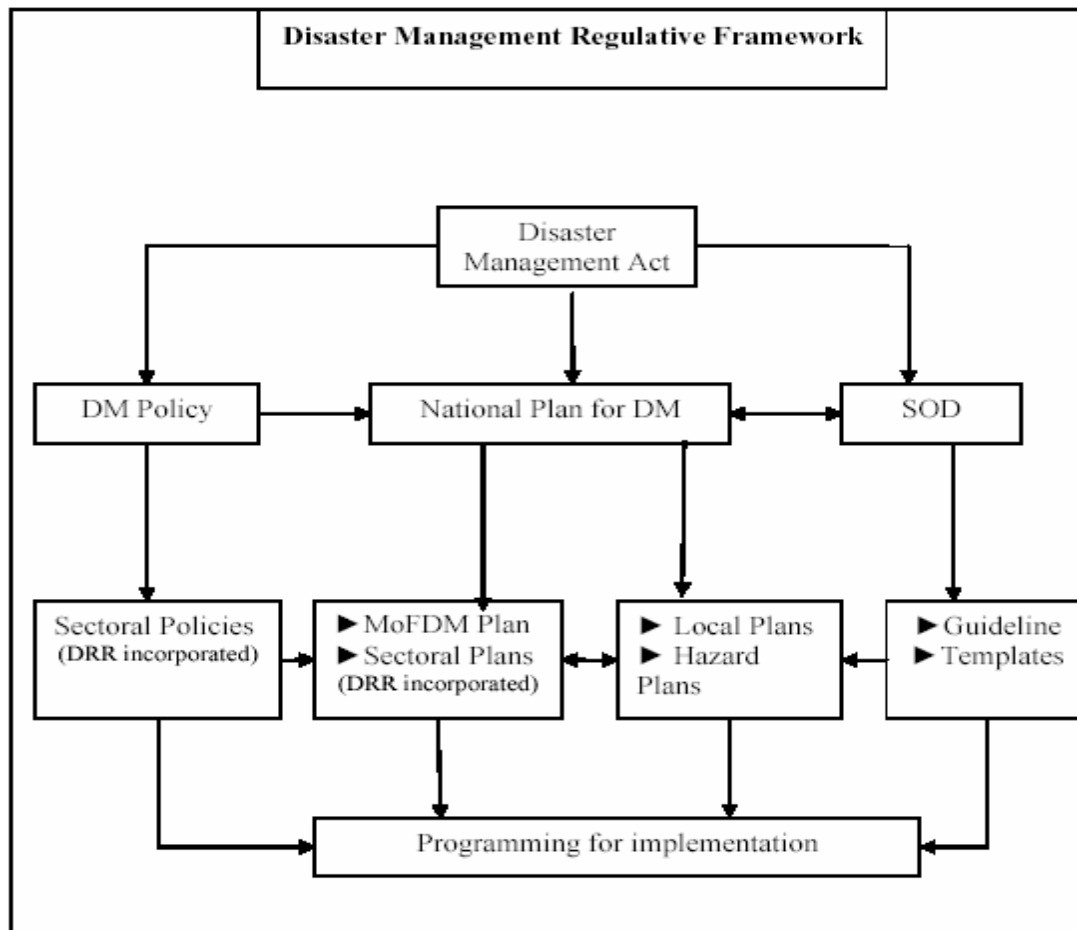 Disaster Management Regulative Framework
Disaster
Management Act
DM Policy
National Plan for DM
SOD
Sectoral Policies
(DRR incorporated)
► MoFDM Plan
► Sectoral Plans
(DRR incorporated)
► Local Plans
► Hazard
Plans
► Guideline
► Templates
Programming for implementation